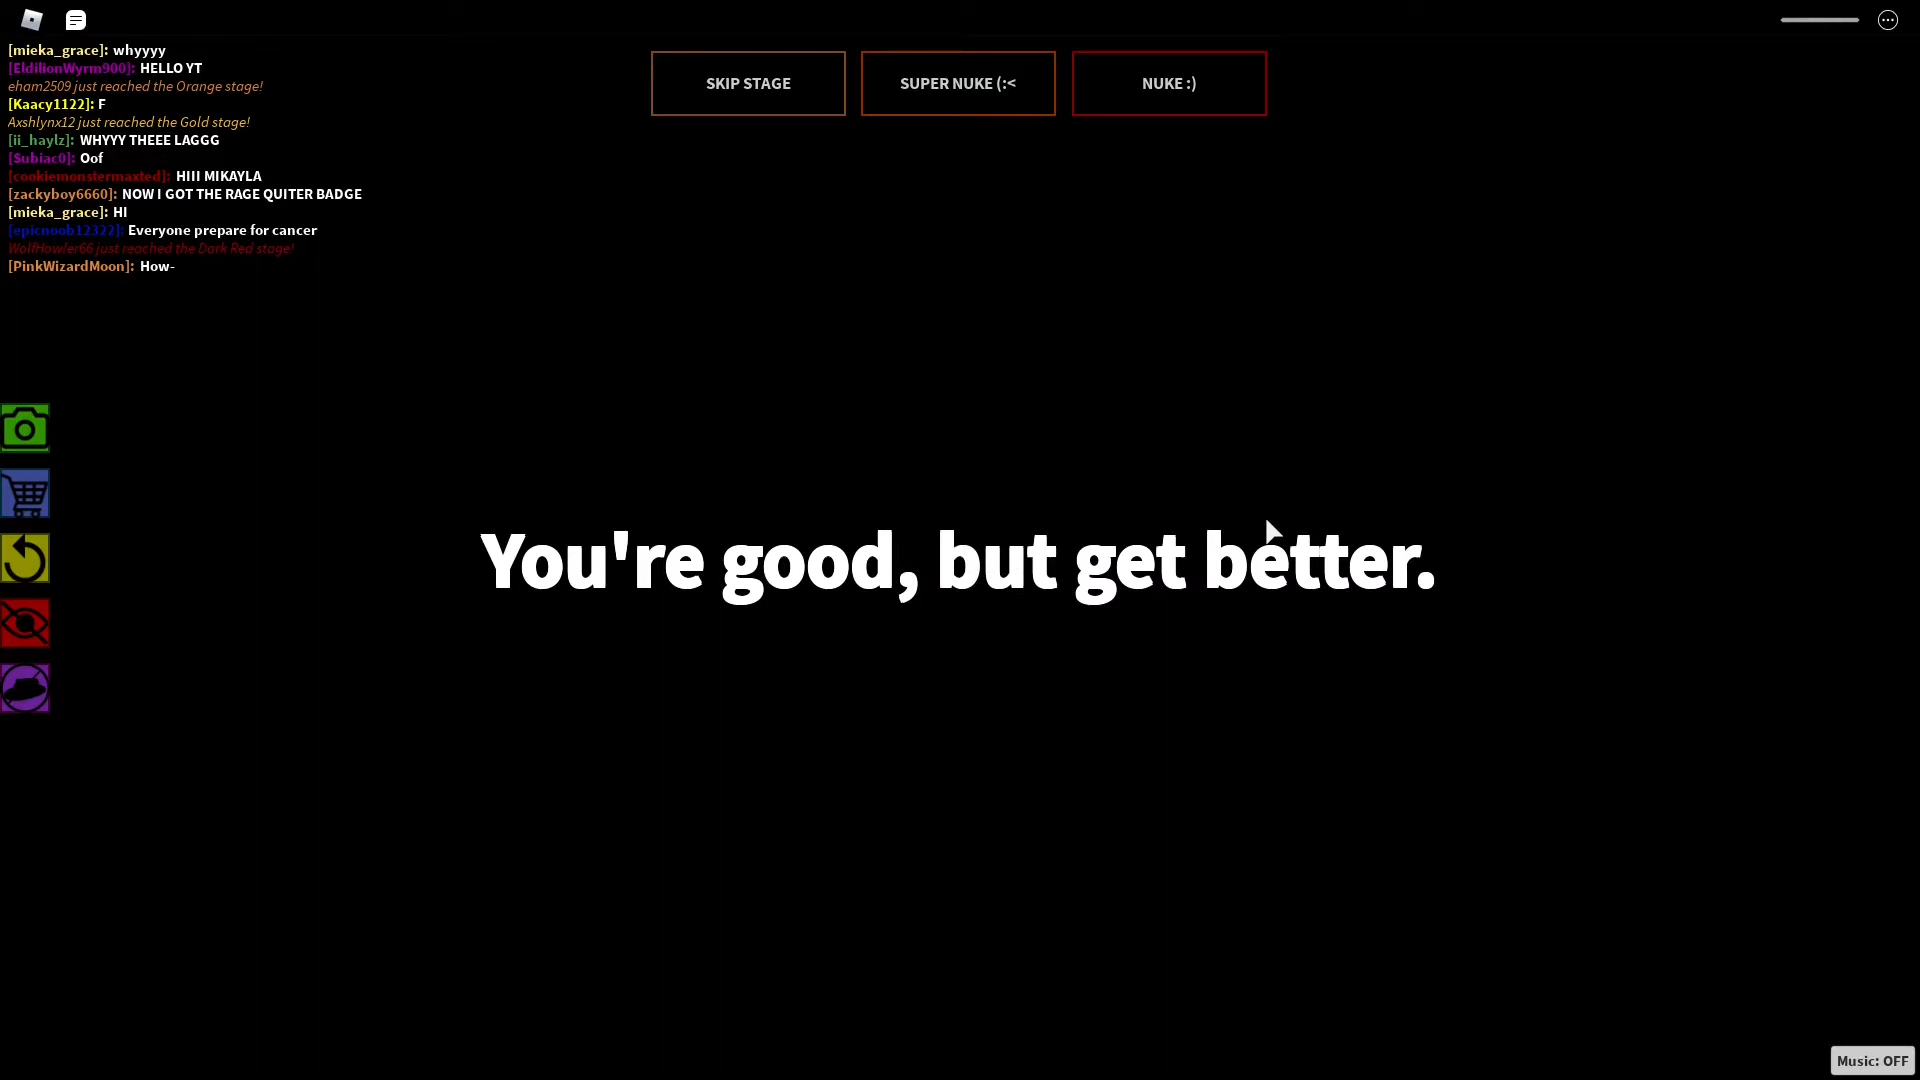 [mieka_grace]: whyyyy
[EldilionWyrm900]: HELLO YT
eham2509 just reached the Orange stage!
[Kaacy1122]: F
Axshlynx12 just reached the Gold stage!
[ii_haylz]: WHYYY THEEE LAGGG
[Subiac0]: Oof
[cookiemonstermaxted]: HIII MIKAYLA
[zackyboy6660]: NOW I GOT THE RAGE QUITER BADGE
[mieka_grace]: HI
[epicnoob12322]: Everyone prepare for cancer
WolfHowler66 just reached the Dark Red stage!
[PinkWizardMoon]: How-
SKIP STAGE
SUPER NUKE (:<
NUKE :)
You're good, but get better.
Music: OFF